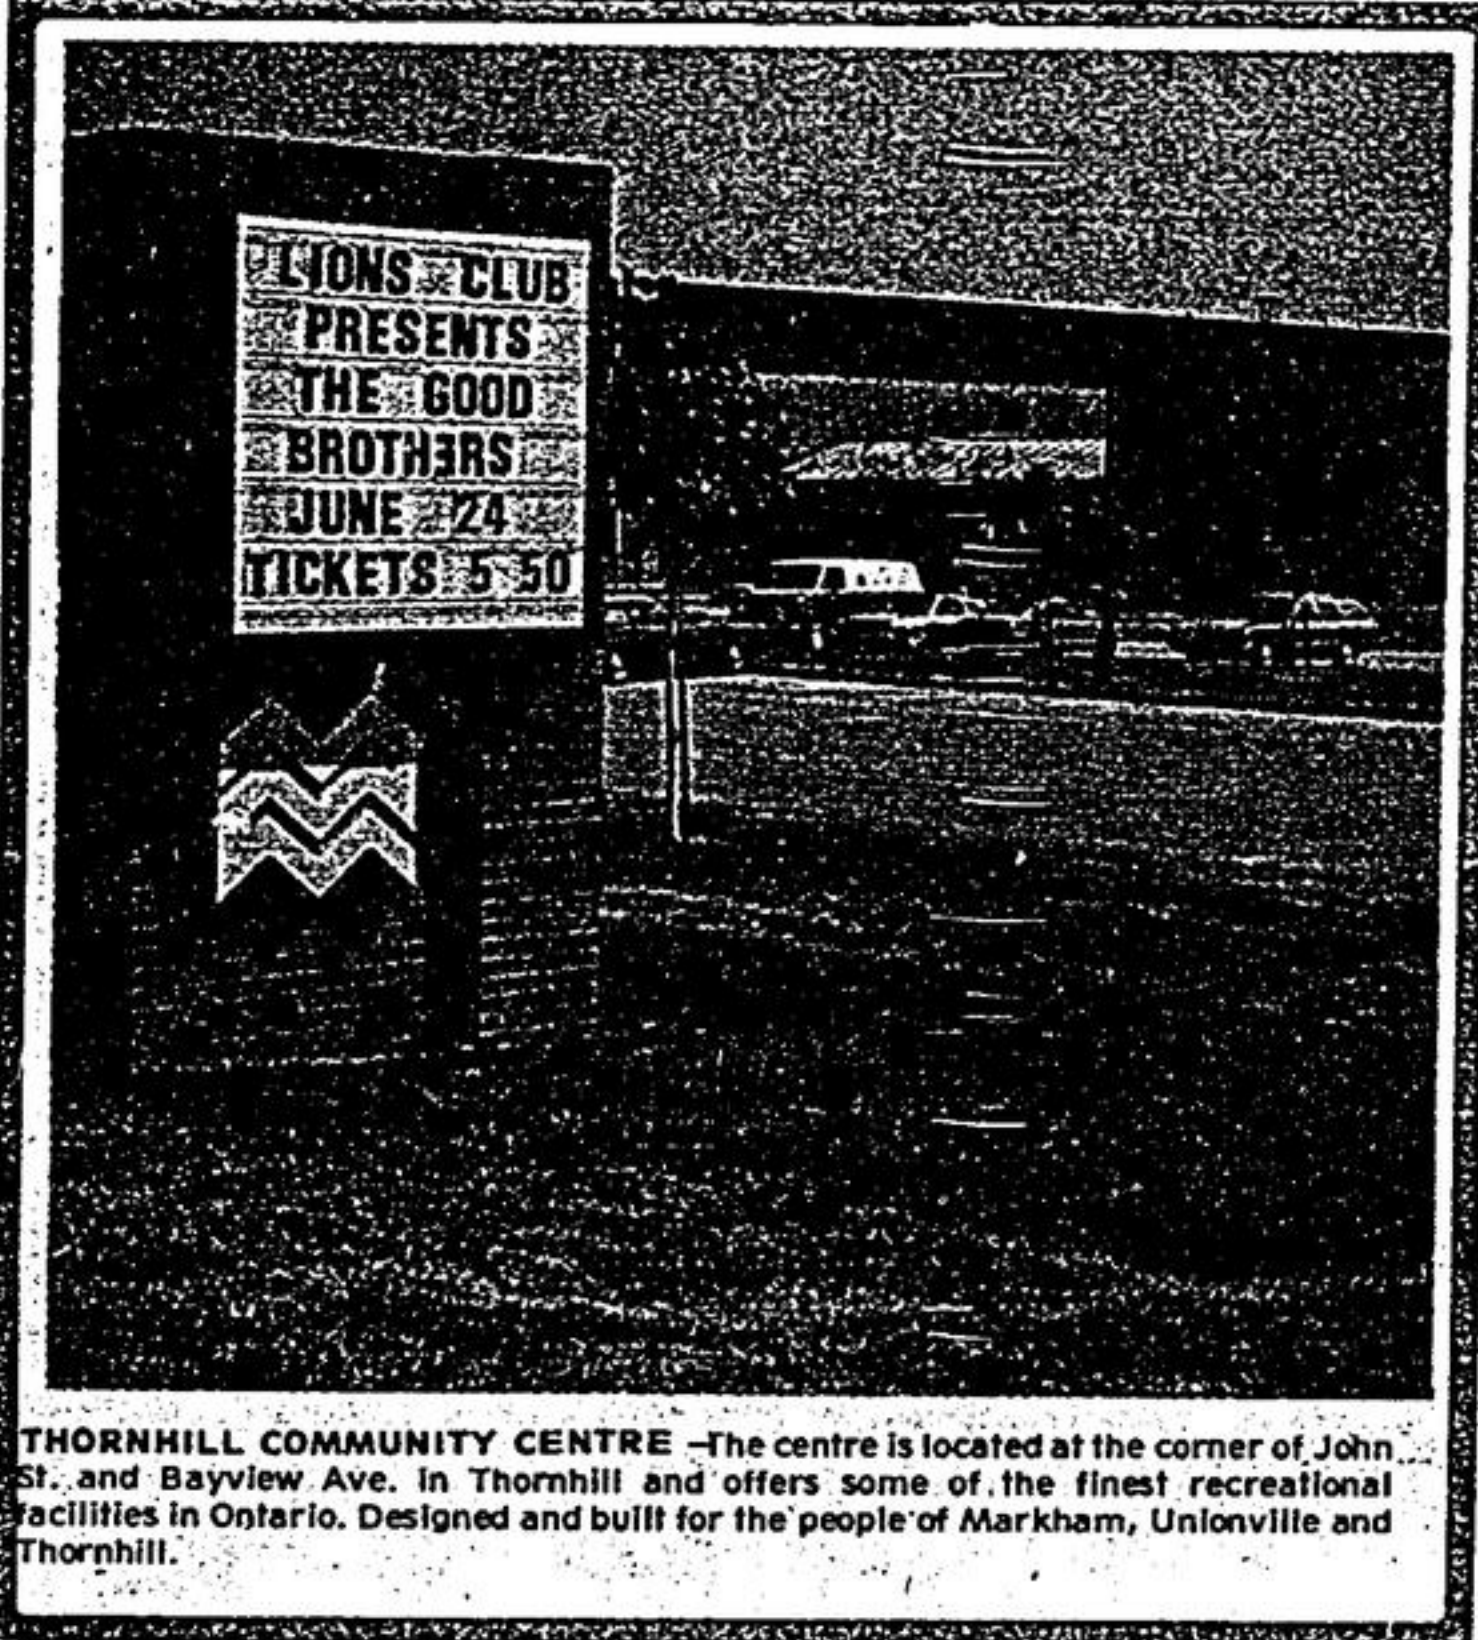 LIONS CLUB
PRESENTS
THE GOOD
BROTHERS
JUNE 24
TICKETS 5 50
THORNHILL COMMUNITY CENTRE —The centre is located at the corner of John
St. and Bayview Ave. in Thornhill and offers some of the finest recreational
facilities in Ontario. Designed and built for the people of Markham, Unionville and
Thornhill.